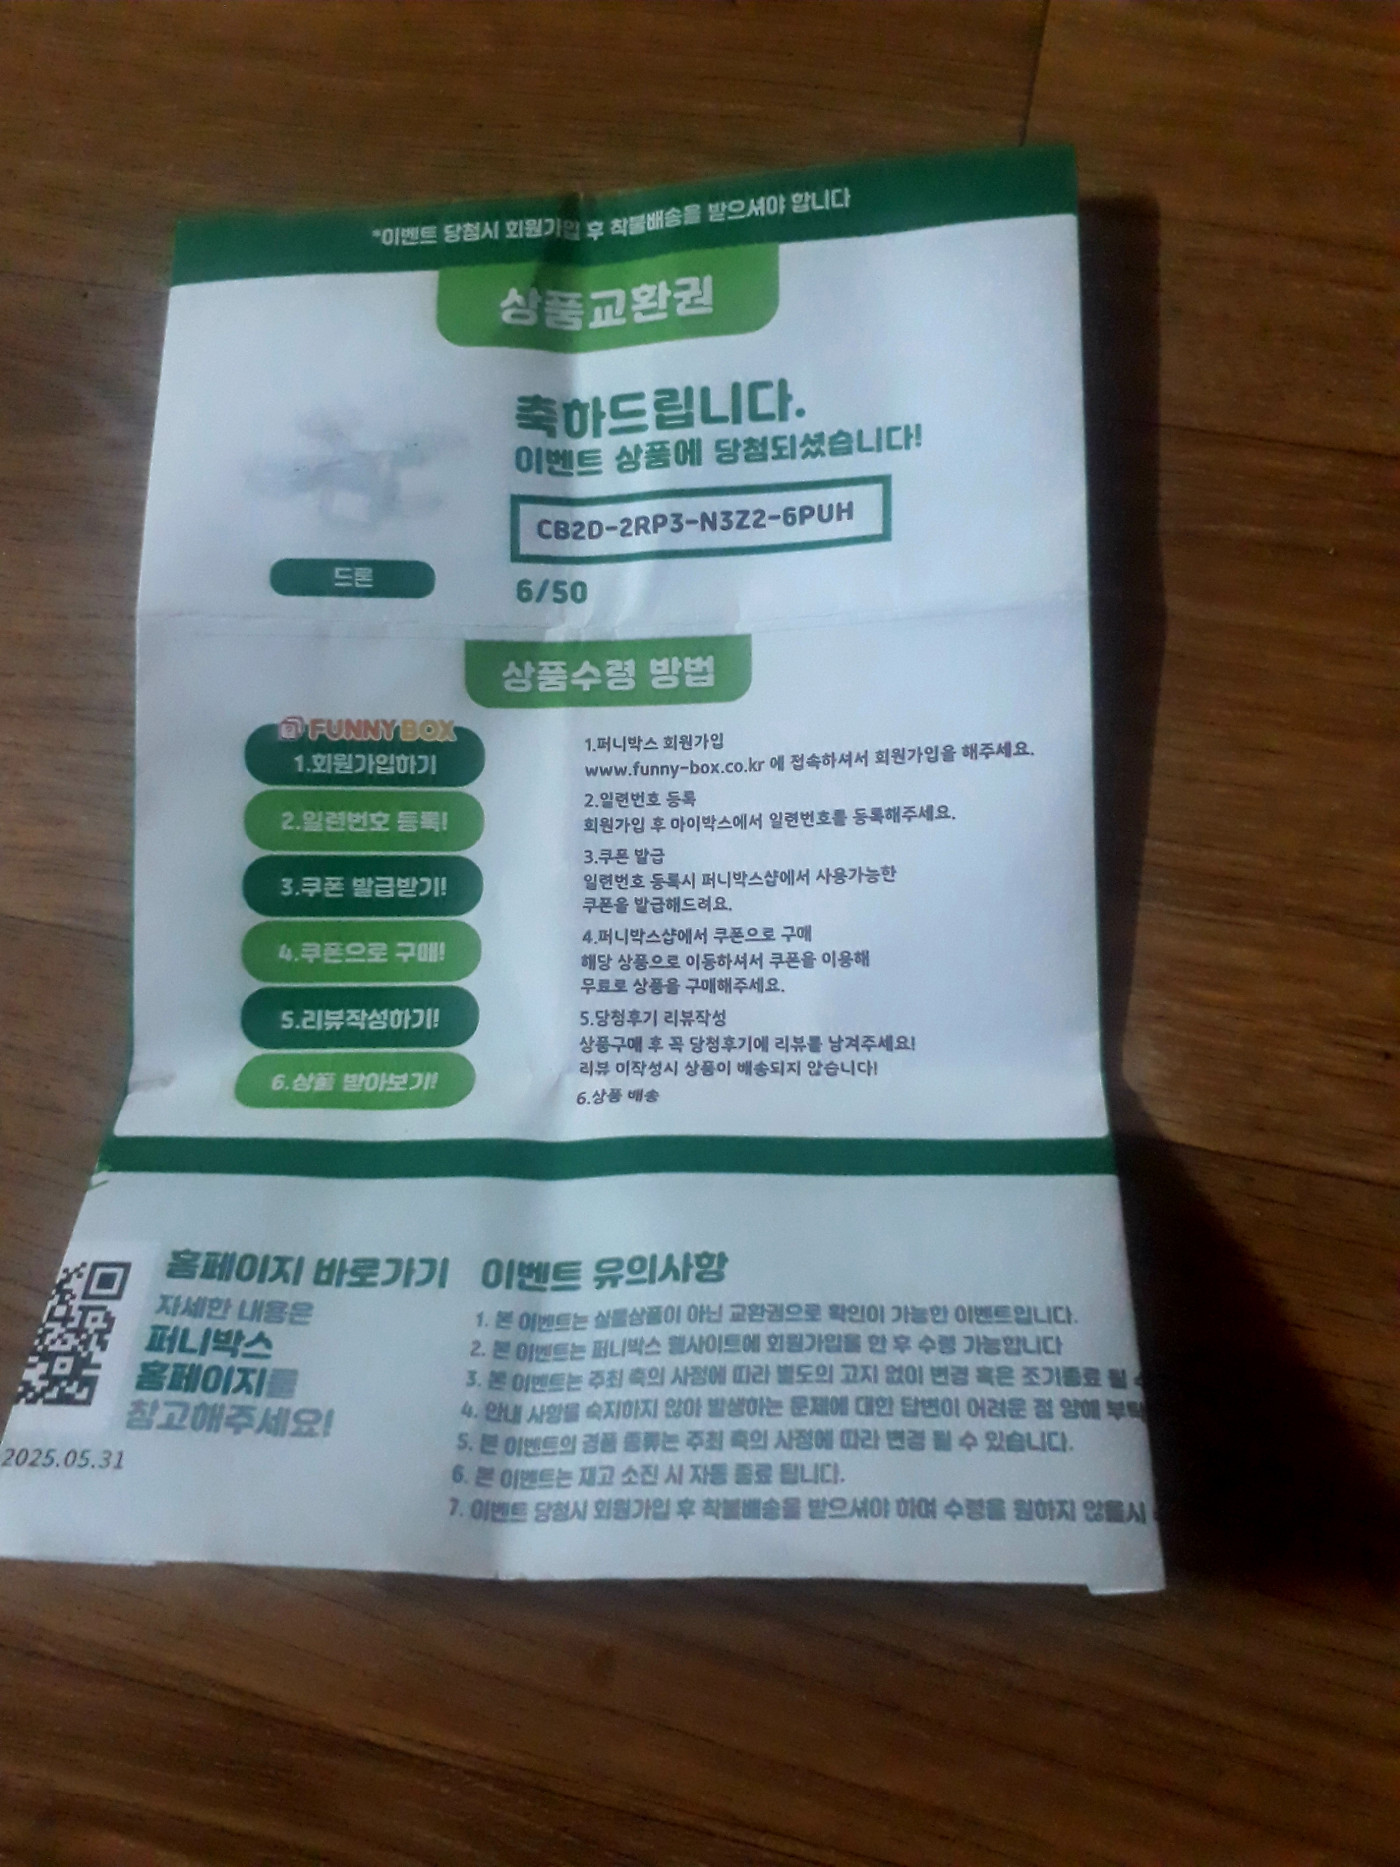 *이벤트 당첨시 회원가입 후 착불배송을 받으셔야 합니다
상품교환권
축하드립니다.
이벤트 상품에 당첨되셨습니다!
CB2D-2RP3-N3Z2-6PUH
드론
6/50
상품수령 방법
FUNNY BOX
1.회원가입하기
2.일련번호 등록!
3.쿠폰 발급받기!
4.쿠폰으로 구매!
5.리뷰작성하기!
6.상품 받아보기!
1.퍼니박스 회원가입
www.funny-box.co.kr 에 접속하셔서 회원가입을 해주세요.
2.일련번호 등록
회원가입 후 마이박스에서 일련번호를 등록해주세요.
3.쿠폰 발급
일련번호 등록시 퍼니박스샵에서 사용가능한
쿠폰을 발급해드려요.
4.퍼니박스샵에서 쿠폰으로 구매
해당 상품으로 이동하셔서 쿠폰을 이용해
무료로 상품을 구매해주세요.
5.당첨후기 리뷰작성
상품구매 후 꼭 당첨후기에 리뷰를 남겨주세요!
리뷰 미작성시 상품이 배송되지 않습니다!
6.상품 배송
홈페이지 바로가기
자세한 내용은
퍼니박스
홈페이지를
참고해주세요!
2025.05.31
이벤트 유의사항
1. 본 이벤트는 실물상품이 아닌 교환권으로 확인이 가능한 이벤트입니다.
2. 본 이벤트는 퍼니박스 웹사이트에 회원가입을 한 후 수령 가능합니다
3. 본 이벤트는 주최 측의 사정에 따라 별도의 고지 없이 변경 혹은 조기종료 될
4. 안내 사항을 숙지하지 않아 발생하는 문제에 대한 답변이 어려운 점 양해 부탁
5. 본 이벤트의 경품 종류는 주최 측의 사정에 따라 변경 될 수 있습니다.
6. 본 이벤트는 재고 소진 시 자동 종료 됩니다.
7. 이벤트 당첨시 회원가입 후 착불배송을 받으셔야 하며 수령을 원하지 않을시